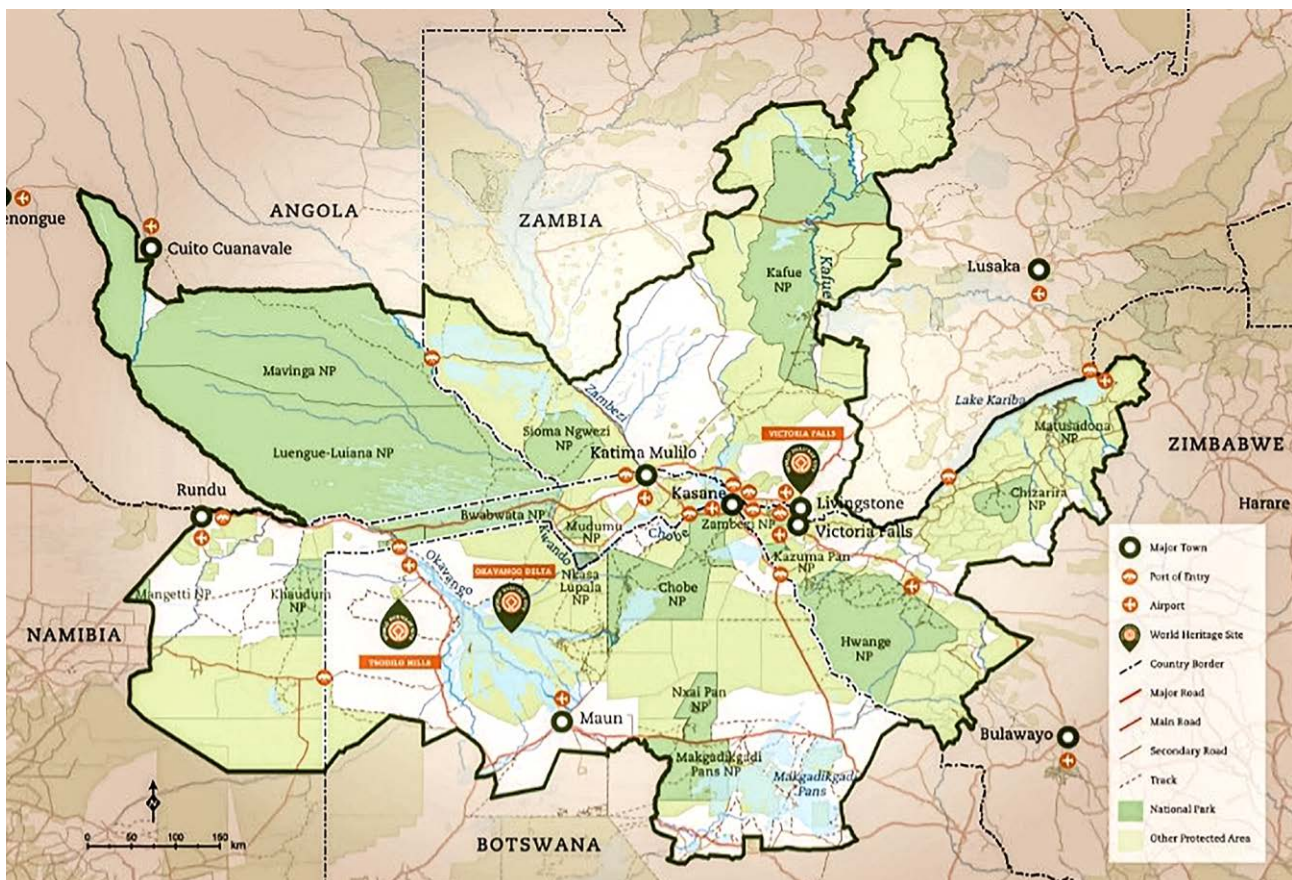 ANGOLA
ZAMBIA
enongue
Cuito Cuanavale
Lusaka
Kafue
NP
Kafue
Mavinga NP
Zambezi
Lake Kariba
Matusadona
NP
ZIMBABWE
Sioma Ngwezi
NP
VICTORIA FALLS
Luengue-Luiana NP
Katima Mulilo
Rundu
Kasane
Livingstone
Chizarira
NP
Harare
Bwabwata NP
Mudumu
NP
Chobe
Zambezi NP
Victoria Falls
Kwando
Okavango
OKAVANGO DELTA
Nkasa
Lupala
NP
Kazuma Pan
NP
Mangetti NP
Khaudum
NP
Chobe
NP
NAMIBIA
TSODILO HILLS
Hwange
NP
Nxai Pan
NP
Maun
Bulawayo
Makgadikgadi
Pans NP
Makgadikgadi
Pans
BOTSWANA
N
0 50 100 150
km
Major Town
Port of Entry
Airport
World Heritage Site
Country Border
Major Road
Main Road
Secondary Road
Track
National Park
Other Protected Area